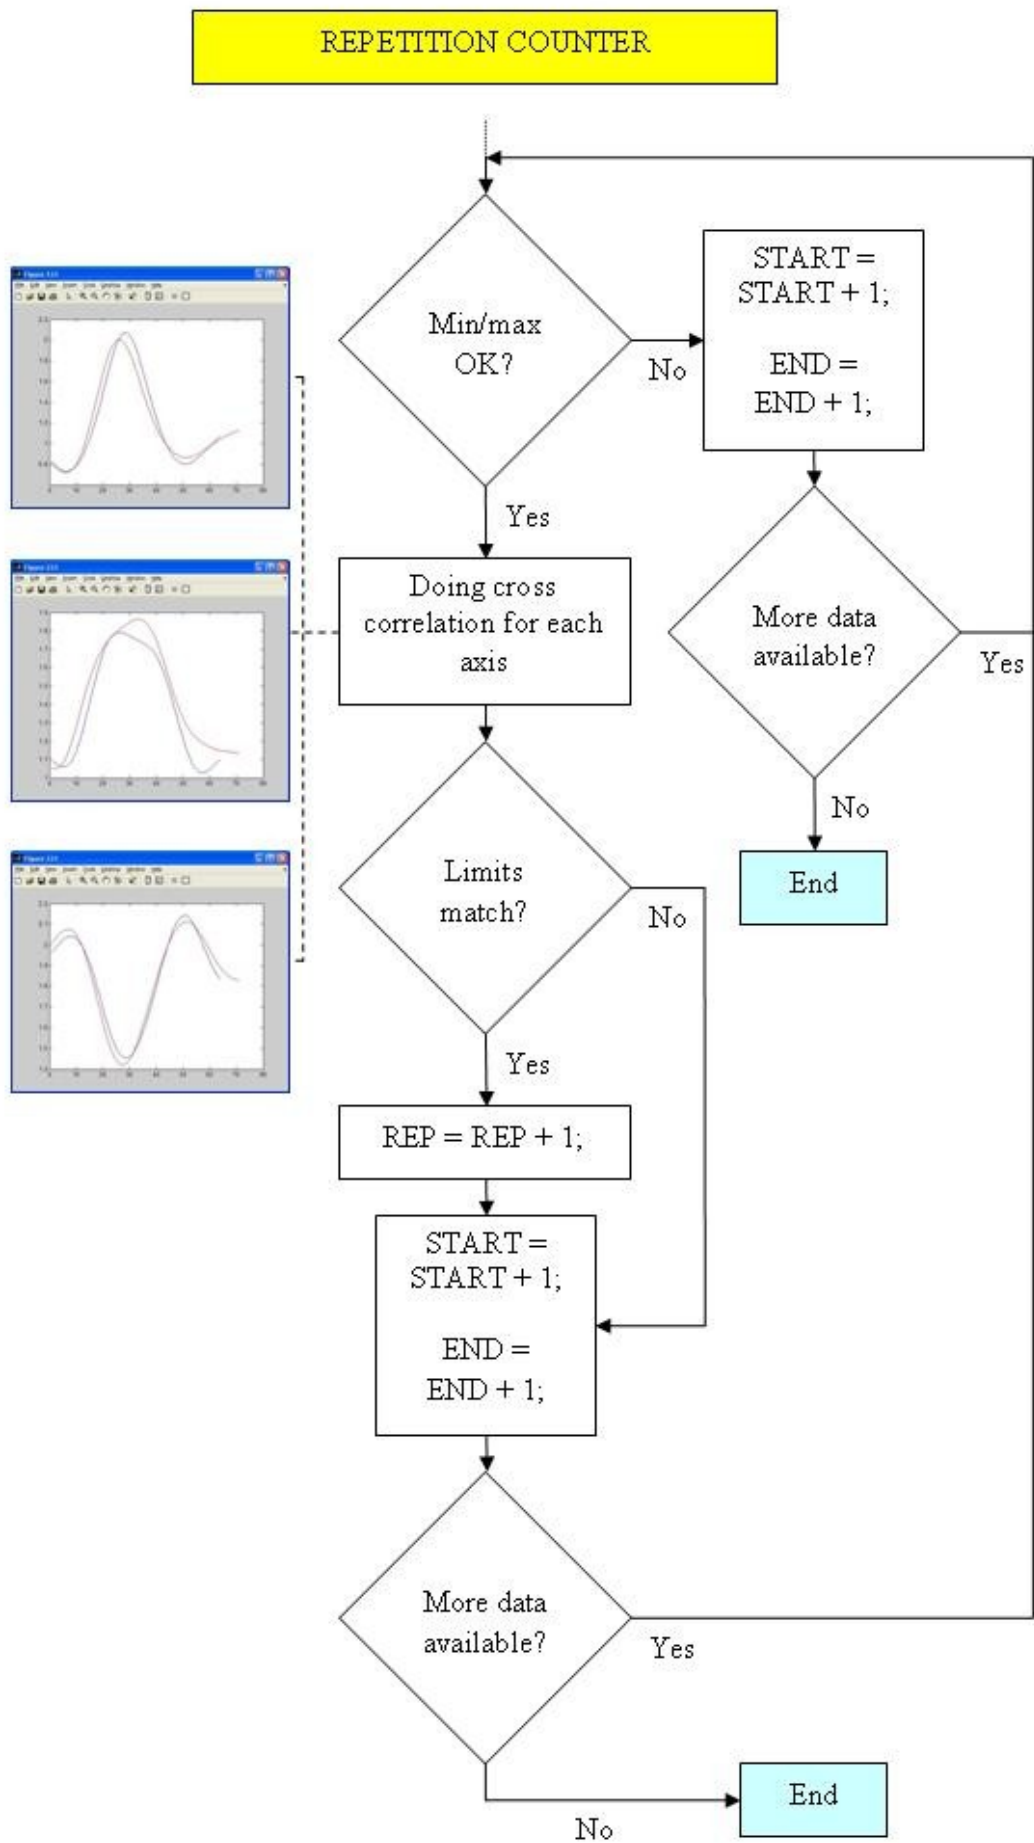 REPETITION COUNTER
Min/max
OK?
No
START =
START + 1;
END =
END + 1;
Yes
Doing cross
correlation for each
axis
More data
available?
Yes
No
End
Limits
match?
No
Yes
REP = REP + 1;
START =
START + 1;
END =
END + 1;
More data
available?
Yes
No
End